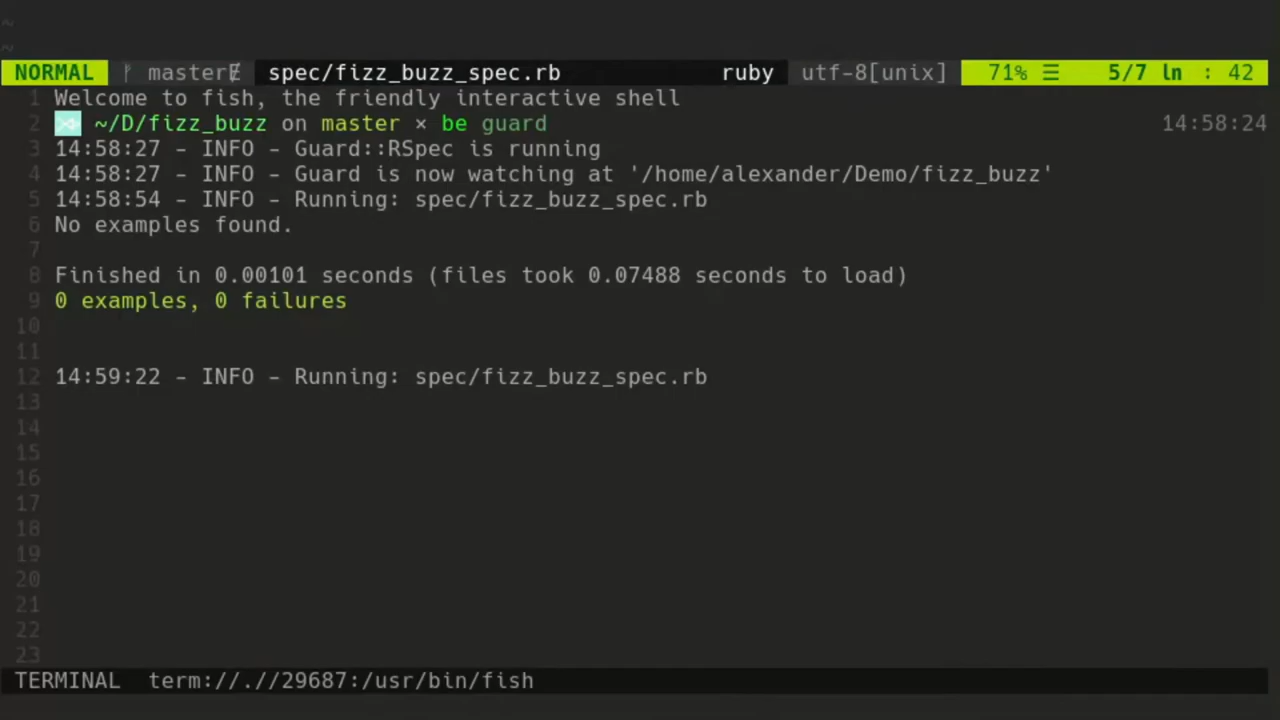 ~
~
NORMAL ᚠ masterɆ spec/fizz_buzz_spec.rb ruby utf-8[unix] 71% ☰ 5/7 ln : 42
1 Welcome to fish, the friendly interactive shell
2 ⋊> ~/D/fizz_buzz on master × be guard 14:58:24
3 14:58:27 - INFO - Guard::RSpec is running
4 14:58:27 - INFO - Guard is now watching at '/home/alexander/Demo/fizz_buzz'
5 14:58:54 - INFO - Running: spec/fizz_buzz_spec.rb
6 No examples found.
7
8 Finished in 0.00101 seconds (files took 0.07488 seconds to load)
9 0 examples, 0 failures
10
11
12 14:59:22 - INFO - Running: spec/fizz_buzz_spec.rb
13
14
15
16
17
18
19
20
21
22
23
TERMINAL term://.//29687:/usr/bin/fish